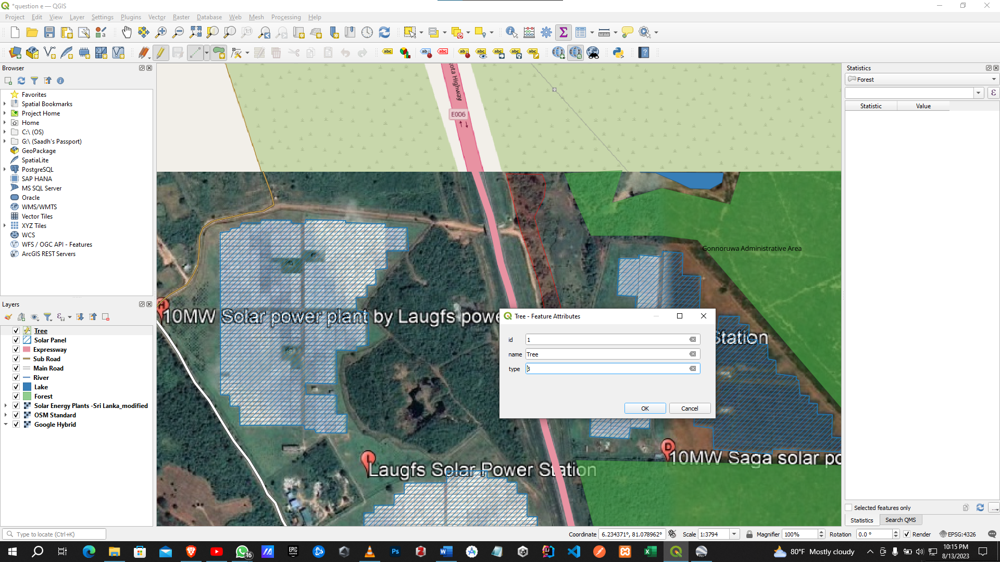 *question e — QGIS
Project Edit View Layer Settings Plugins Vector Raster Database Web Mesh Processing Help
Browser
Favorites
Spatial Bookmarks
Project Home
Home
C:\ (OS)
G:\ (Saadh's Passport)
GeoPackage
SpatiaLite
PostgreSQL
SAP HANA
MS SQL Server
Oracle
WMS/WMTS
Vector Tiles
XYZ Tiles
WCS
WFS / OGC API - Features
ArcGIS REST Servers
Layers
Tree
Solar Panel
Expressway
Sub Road
Main Road
River
Lake
Forest
Solar Energy Plants -Sri Lanka_modified
OSM Standard
Google Hybrid
ota Highway
E006
Gonnoruwa Administrative Area
10MW Solar power plant by Laugfs powe
Station
Laugfs Solar Power Station
10MW Saga solar po
Tree - Feature Attributes
id 1
name Tree
type 3
OK Cancel
Statistics
Forest
Statistic Value
Selected features only
Statistics Search QMS
Type to locate (Ctrl+K)
Coordinate 6.234371°, 81.078962° Scale 1:3794 Magnifier 100% Rotation 0.0 ° Render EPSG:4326
16
80°F Mostly cloudy
10:15 PM
8/13/2023